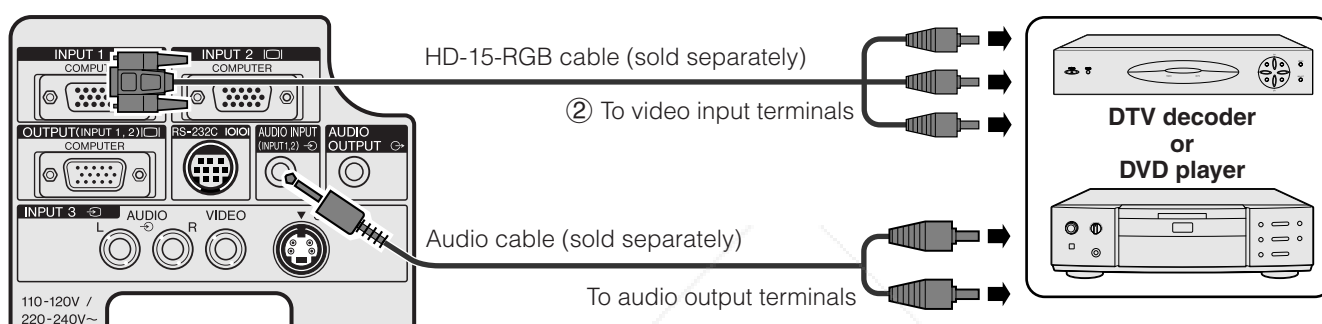 INPUT 1
COMPU
INPUT 2
COMPUTER
HD-15-RGB cable (sold separately)
② To video input terminals
OUTPUT(INPUT 1, 2)
COMPUTER
RS-232C IOIOI
AUDIO INPUT
(INPUT1,2)
AUDIO
OUTPUT
DTV decoder
or
DVD player
INPUT 3
L
AUDIO
R
VIDEO
Audio cable (sold separately)
To audio output terminals
110-120V /
220-240V~